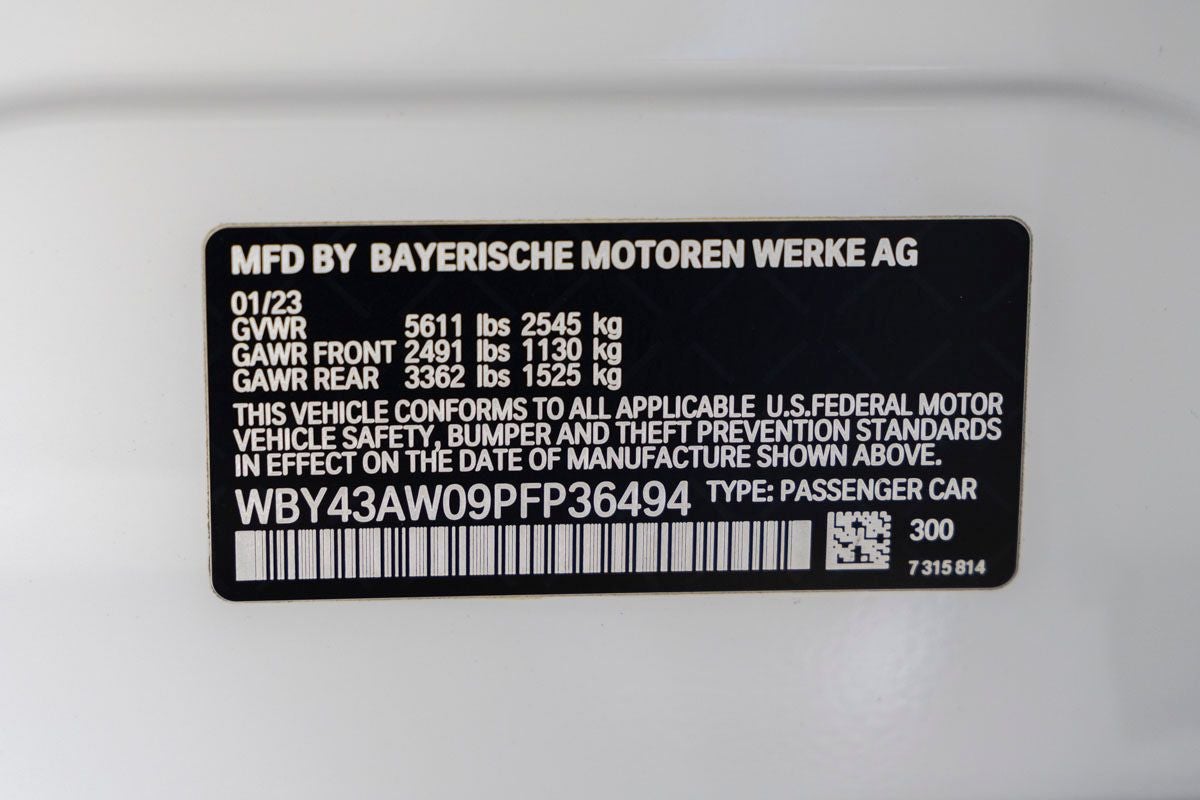 MFD BY BAYERISCHE MOTOREN WERKE AG
01/23
GVWR 5611 lbs 2545 kg
GAWR FRONT 2491 lbs 1130 kg
GAWR REAR 3362 lbs 1525 kg
THIS VEHICLE CONFORMS TO ALL APPLICABLE U.S.FEDERAL MOTOR
VEHICLE SAFETY, BUMPER AND THEFT PREVENTION STANDARDS
IN EFFECT ON THE DATE OF MANUFACTURE SHOWN ABOVE.
WBY43AW09PFP36494 TYPE: PASSENGER CAR
300
7 315 814